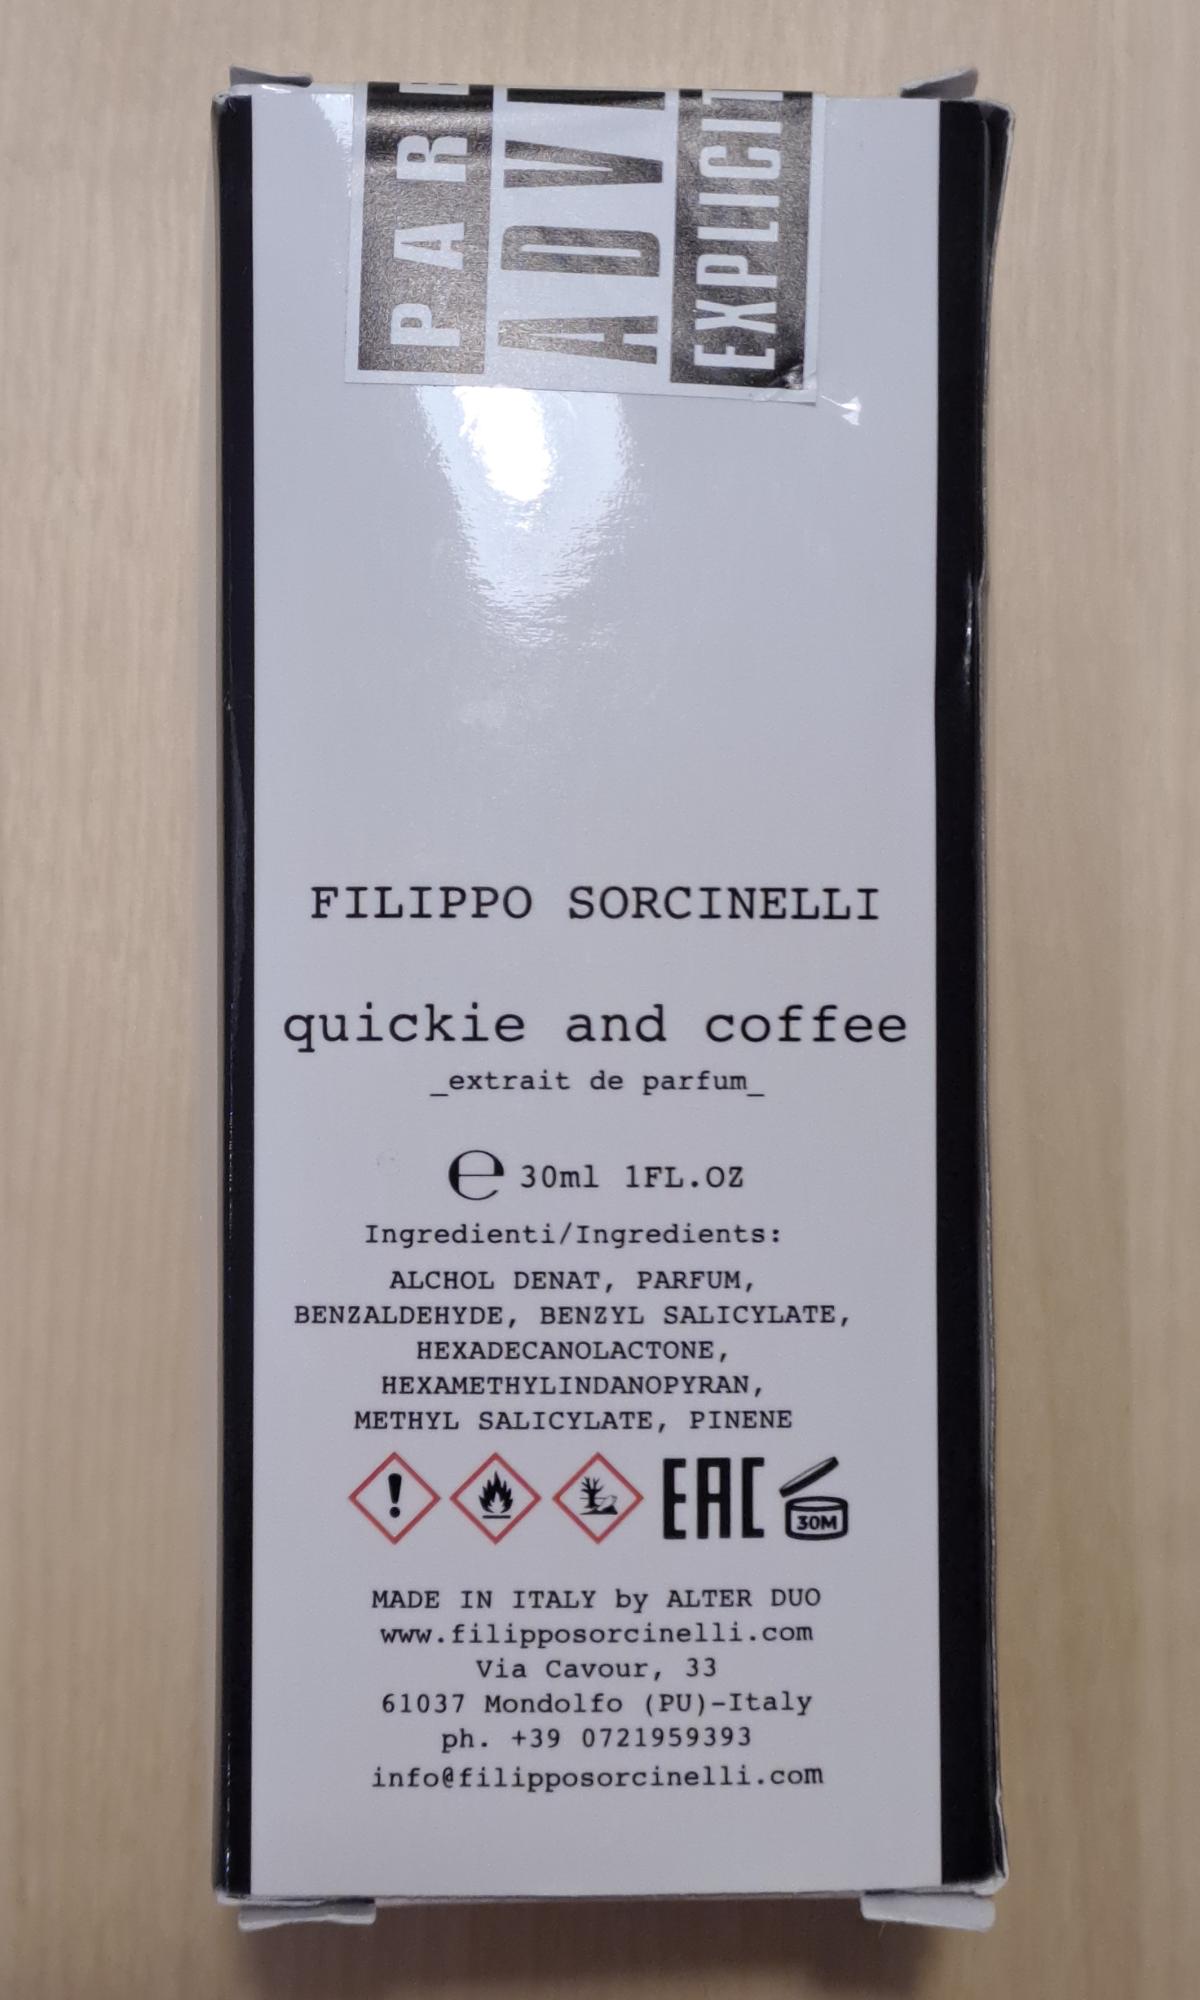 PAR
ADV
EXPLICIT
FILIPPO SORCINELLI
quickie and coffee
_extrait de parfum_
℮ 30ml 1FL.OZ
Ingredienti/Ingredients:
ALCHOL DENAT, PARFUM,
BENZALDEHYDE, BENZYL SALICYLATE,
HEXADECANOLACTONE,
HEXAMETHYLINDANOPYRAN,
METHYL SALICYLATE, PINENE
EAC 30M
MADE IN ITALY by ALTER DUO
www.filipposorcinelli.com
Via Cavour, 33
61037 Mondolfo (PU)-Italy
ph. +39 0721959393
info@filipposorcinelli.com